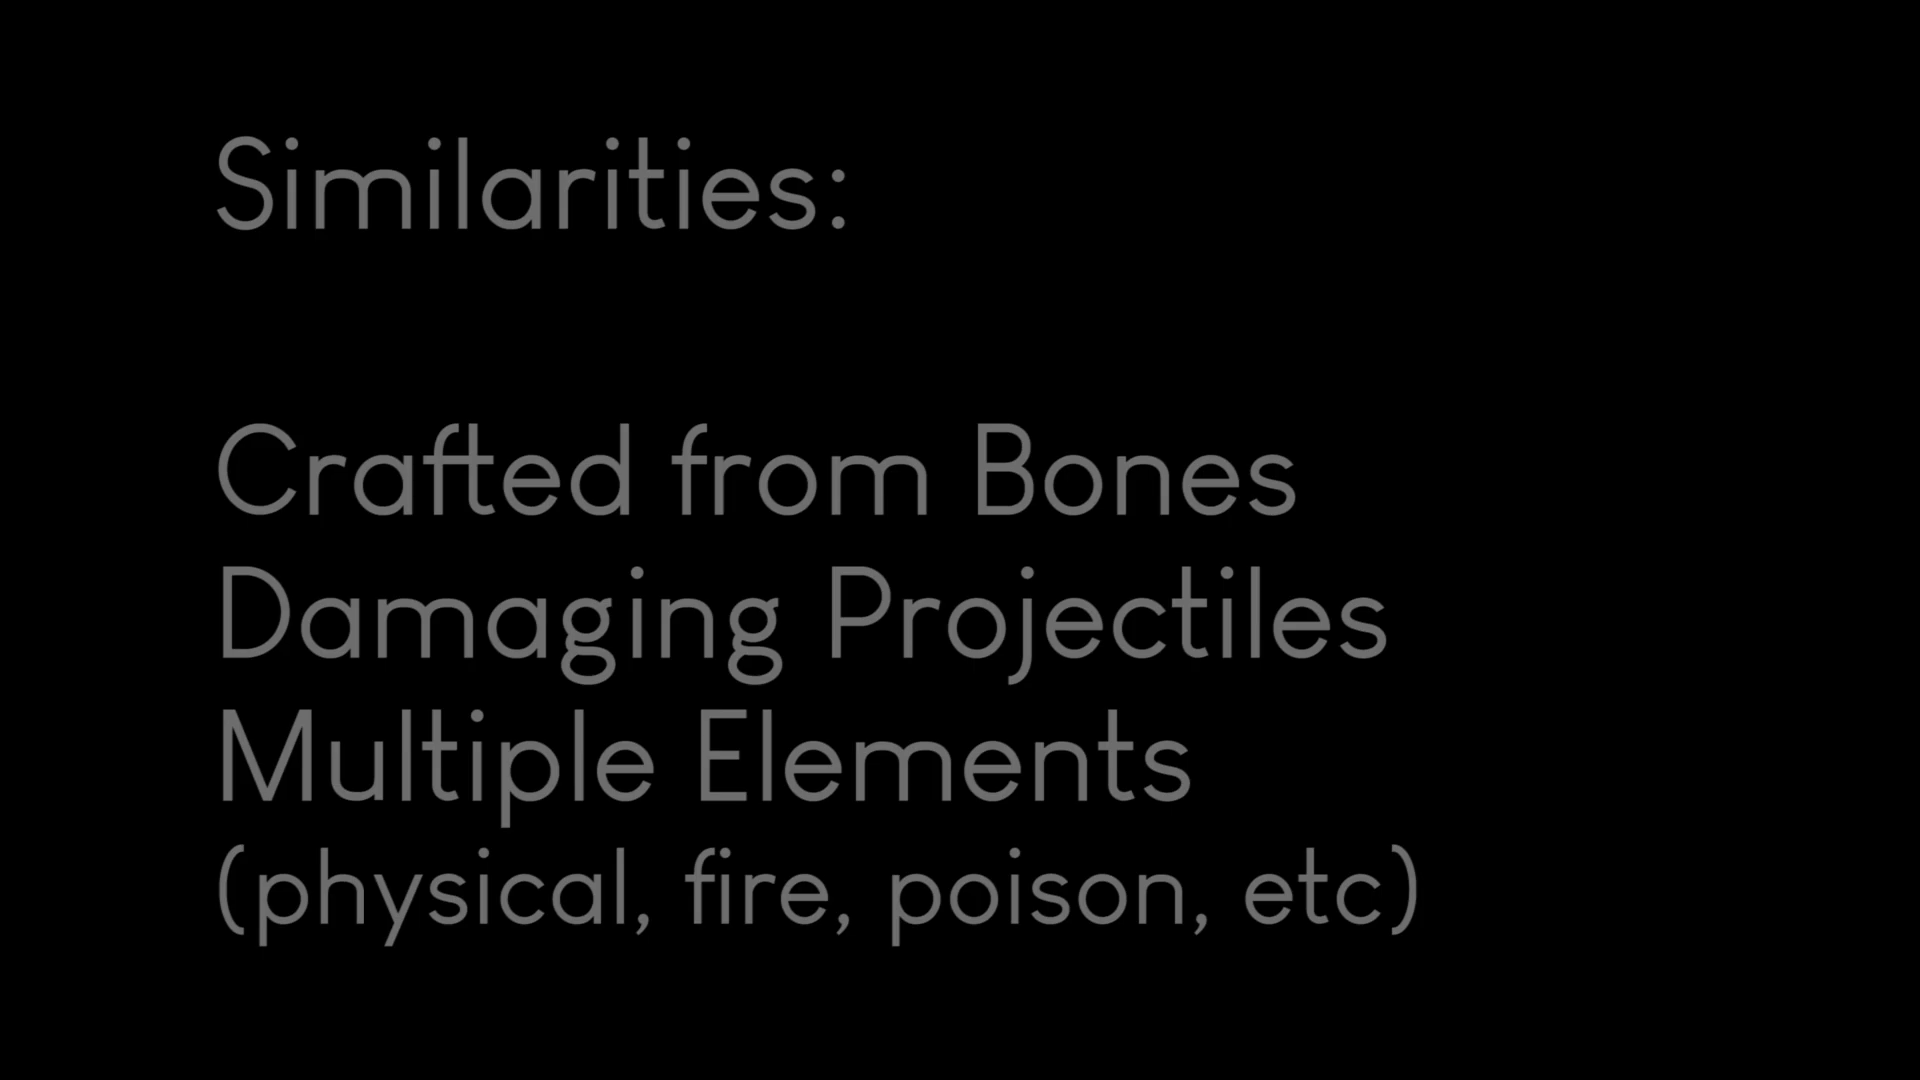 Similarities:
Crafted from Bones
Damaging Projectiles
Multiple Elements
(physical, fire, poison, etc)